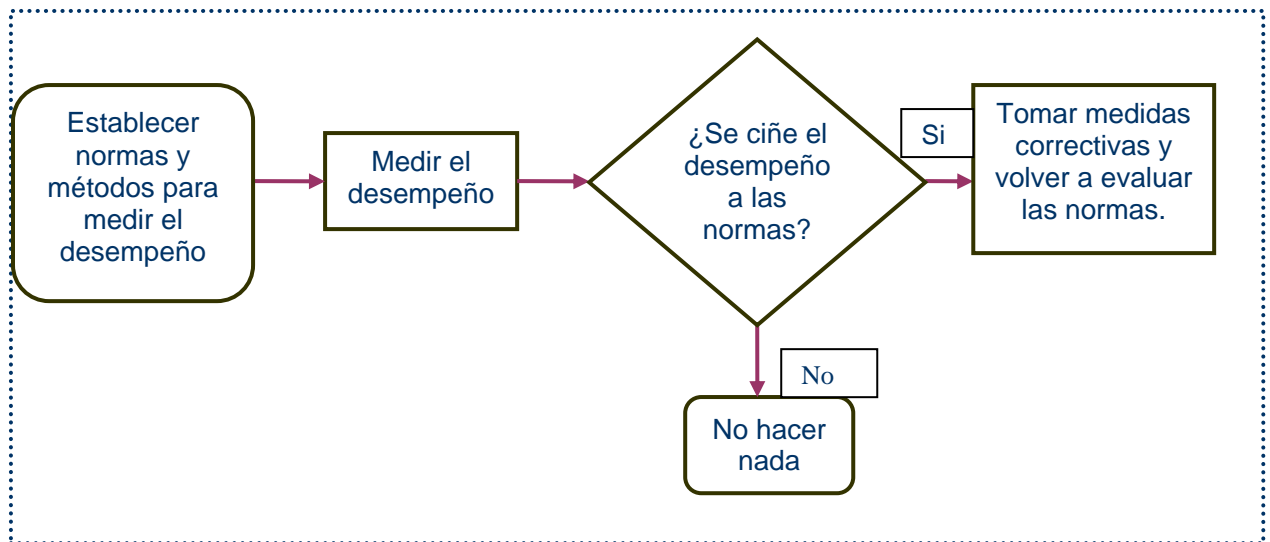 Establecer
normas y
métodos para
medir el
desempeño
Medir el
desempeño
¿Se ciñe el
desempeño
a las
normas?
Si
Tomar medidas
correctivas y
volver a evaluar
las normas.
No
No hacer
nada